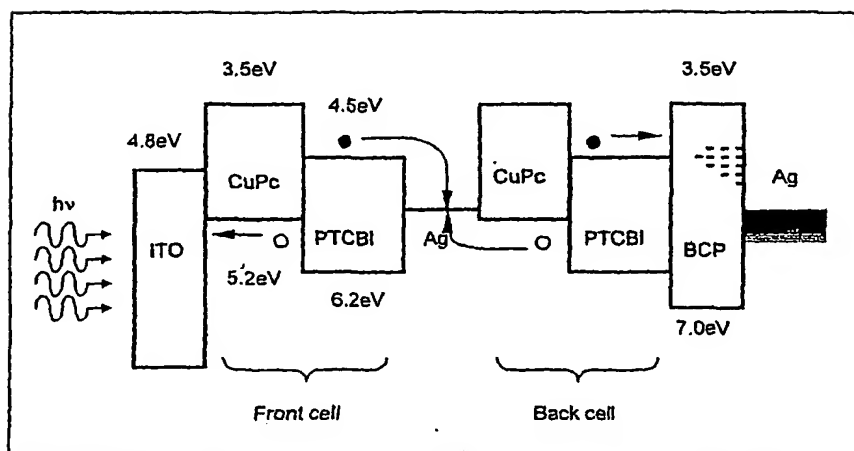 3.5eV
3.5eV
4.5eV
4.8eV
CuPc
CuPc
Ag
hν
ITO
PTCBI
Ag
PTCBI
BCP
5.2eV
6.2eV
7.0eV
Front cell
Back cell